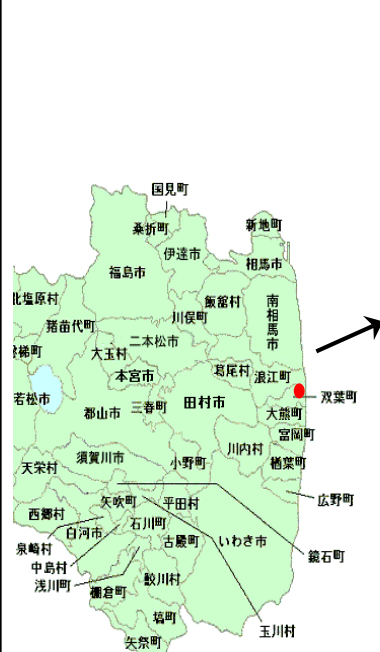 国見町
桑折町
新地町
伊達市
相馬市
福島市
北塩原村
飯舘村
南相馬市
川俣町
猪苗代町
二本松市
磐梯町
大玉村
本宮市
葛尾村
浪江町
若松市
双葉町
郡山市
三春町
田村市
大熊町
富岡町
川内村
須賀川市
小野町
楢葉町
天栄村
広野町
矢吹町
平田村
西郷村
石川町
白河市
古殿町
いわき市
泉崎村
鏡石町
中島村
浅川町
鮫川村
棚倉町
塙町
玉川村
矢祭町